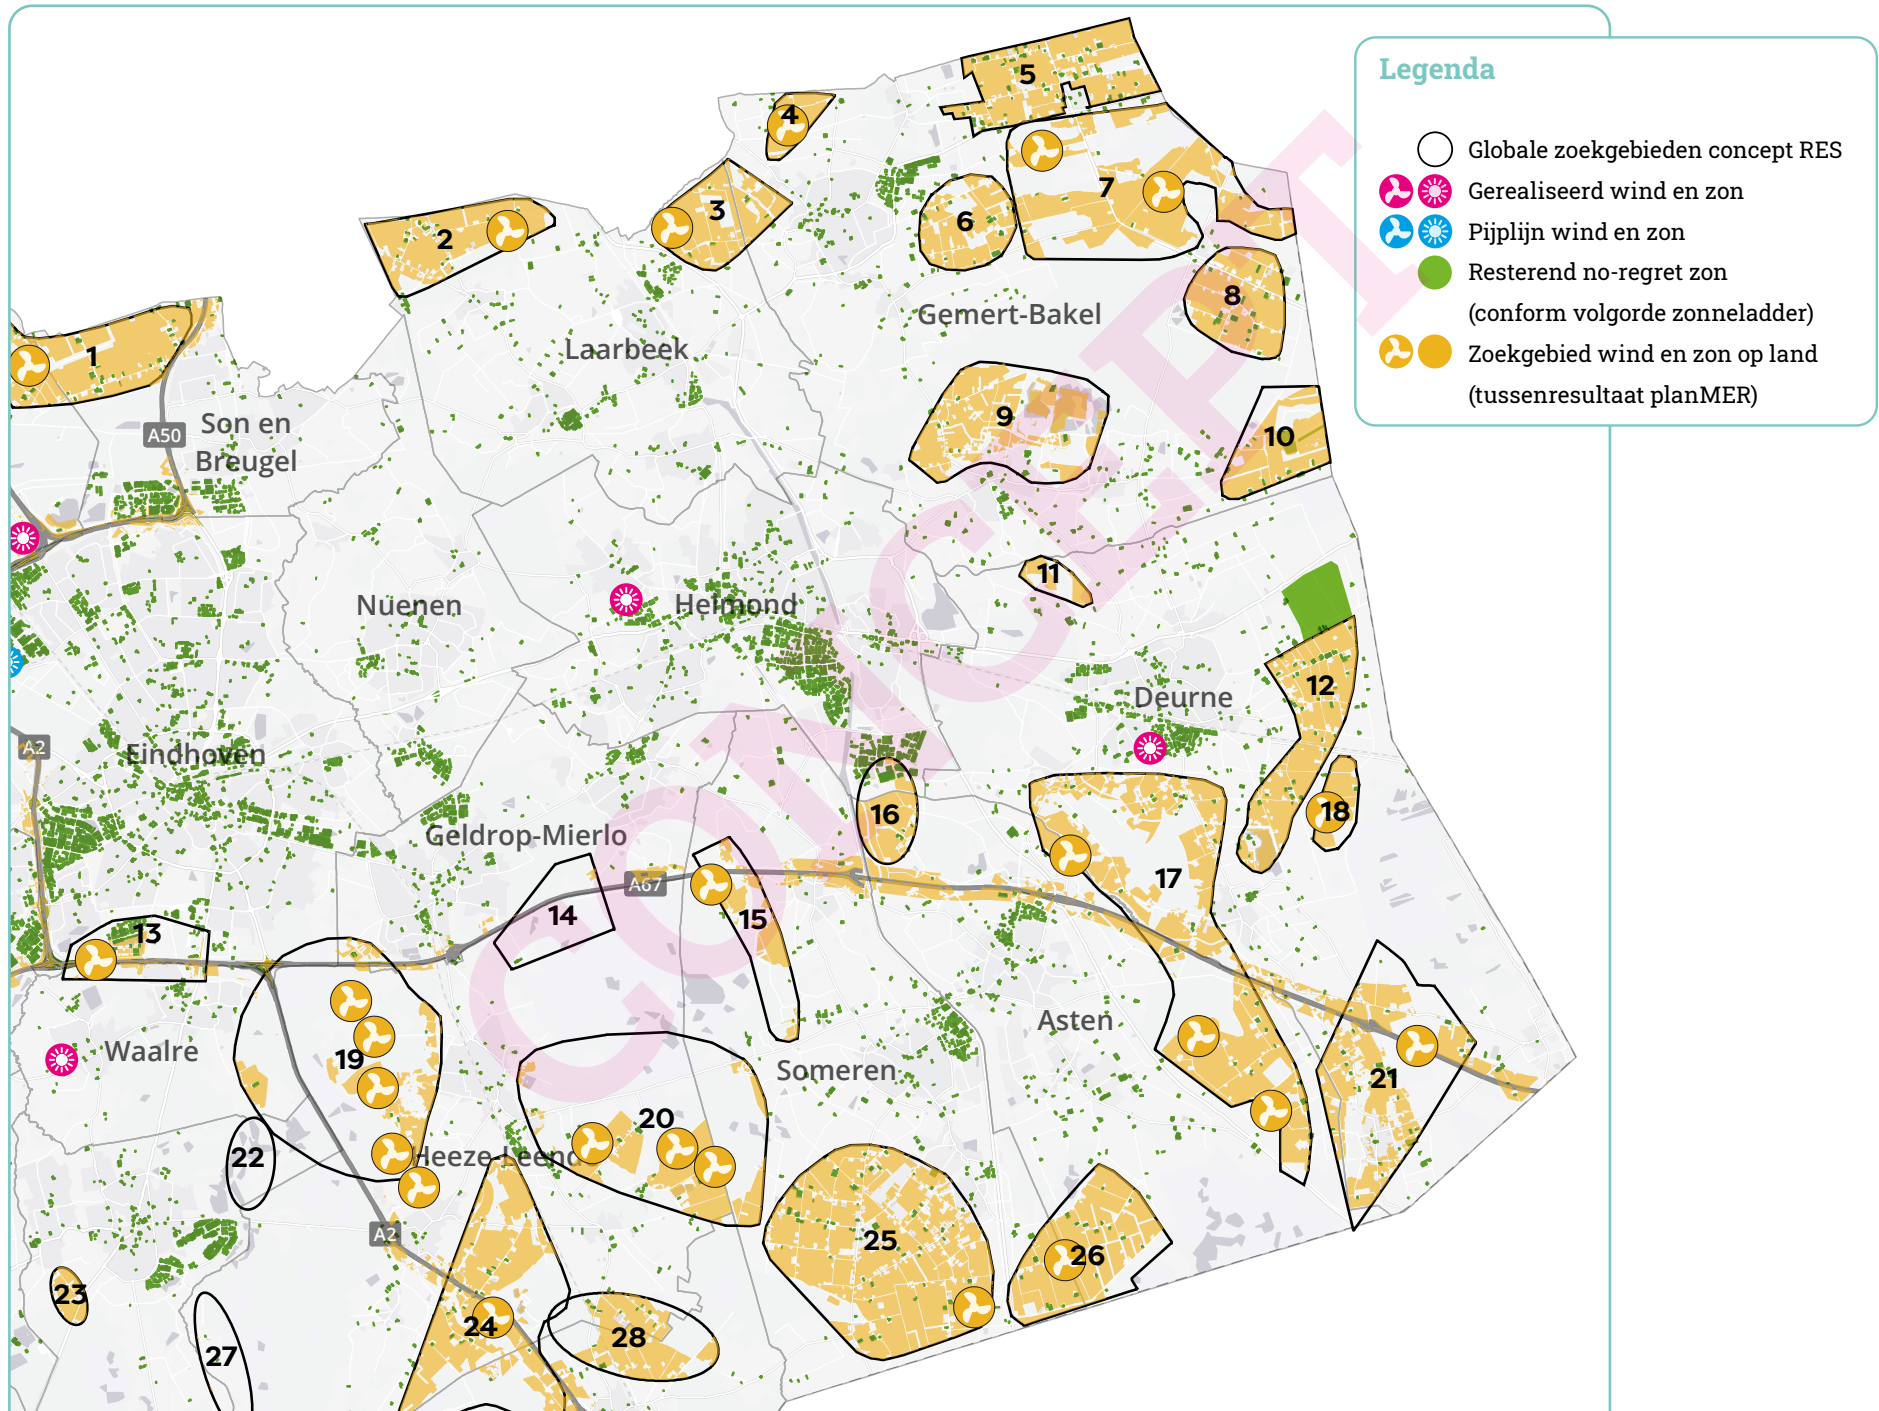 Legenda
Globale zoekgebieden concept RES
Gerealiseerd wind en zon
Pijplijn wind en zon
Resterend no-regret zon
(conform volgorde zonneladder)
Zoekgebied wind en zon op land
(tussenresultaat planMER)
CONCEPT
5
4
7
3
6
2
8
Gemert-Bakel
Laarbeek
1
9
Son en
Breugel
A50
10
11
Nuenen
Helmond
12
Deurne
A2
Eindhoven
16
18
Geldrop-Mierlo
17
A67
14
15
13
Asten
Waalre
19
Someren
21
20
22
Heeze-Leend
A2
25
26
23
24
28
27